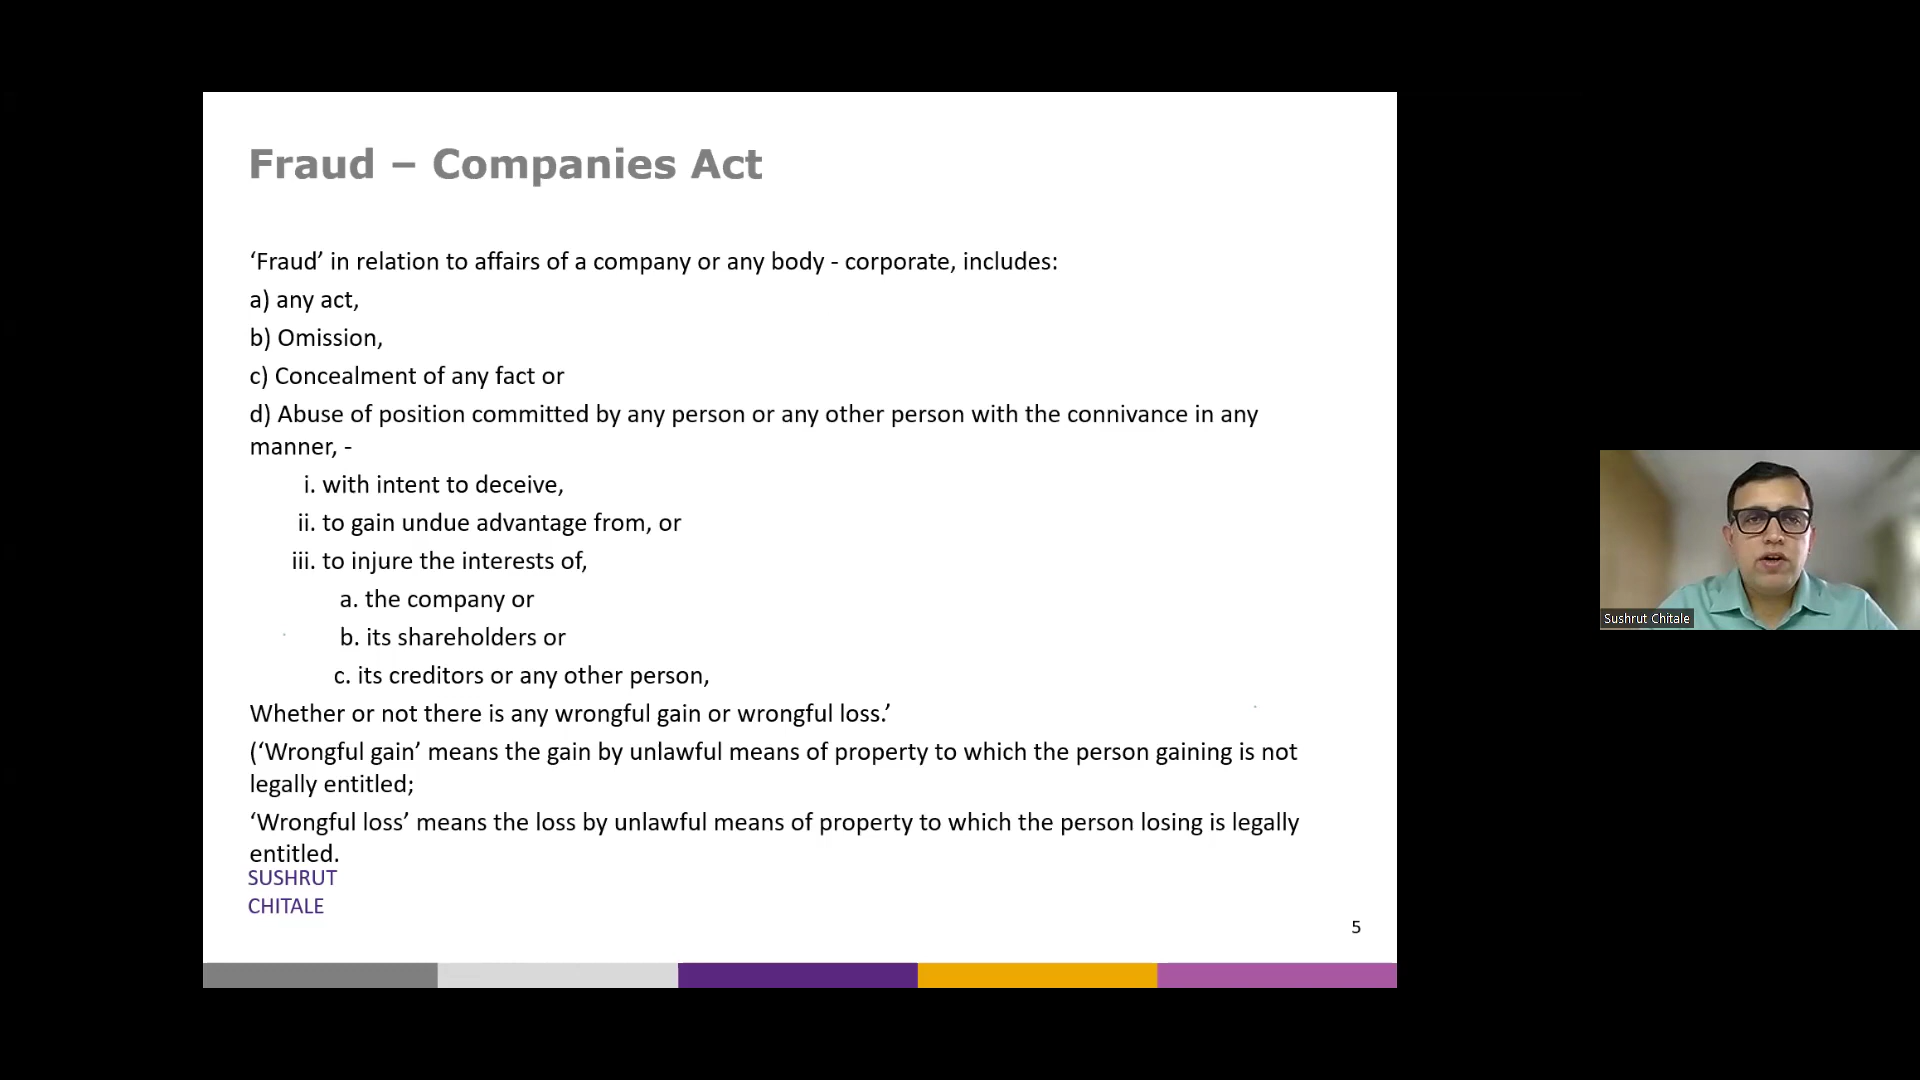 Fraud – Companies Act
‘Fraud’ in relation to affairs of a company or any body - corporate, includes:
a) any act,
b) Omission,
c) Concealment of any fact or
d) Abuse of position committed by any person or any other person with the connivance in any
manner, -
i. with intent to deceive,
ii. to gain undue advantage from, or
iii. to injure the interests of,
a. the company or
b. its shareholders or
c. its creditors or any other person,
Whether or not there is any wrongful gain or wrongful loss.’
(‘Wrongful gain’ means the gain by unlawful means of property to which the person gaining is not
legally entitled;
‘Wrongful loss’ means the loss by unlawful means of property to which the person losing is legally
entitled.
SUSHRUT
CHITALE
5
Sushrut Chitale